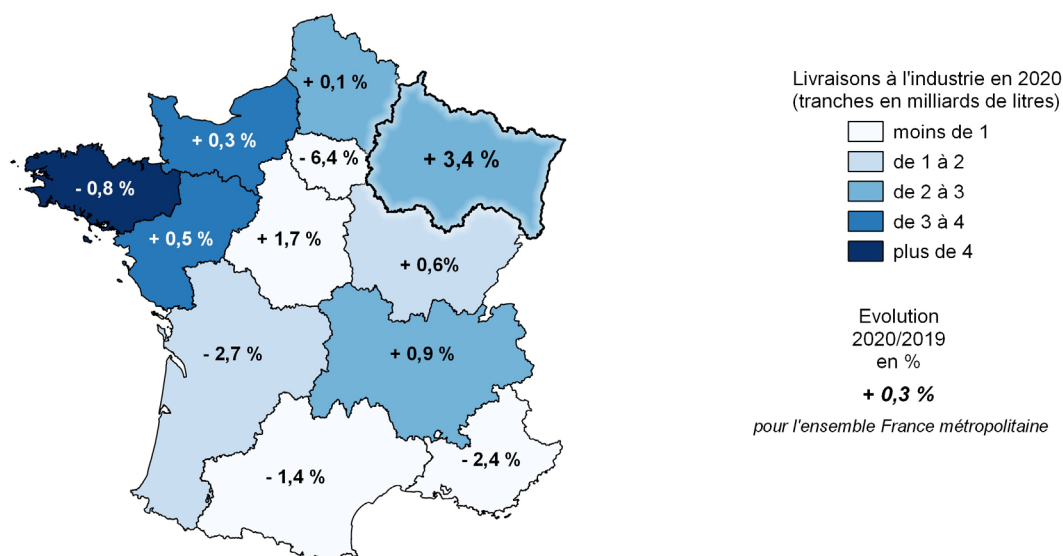 + 0,1 %
+ 0,3 %
- 6,4 %
+ 3,4 %
- 0,8 %
+ 0,5 %
+ 1,7 %
+ 0,6%
- 2,7 %
+ 0,9 %
- 1,4 %
- 2,4 %
Livraisons à l'industrie en 2020
(tranches en milliards de litres)
moins de 1
de 1 à 2
de 2 à 3
de 3 à 4
plus de 4
Evolution
2020/2019
en %
+ 0,3 %
pour l'ensemble France métropolitaine